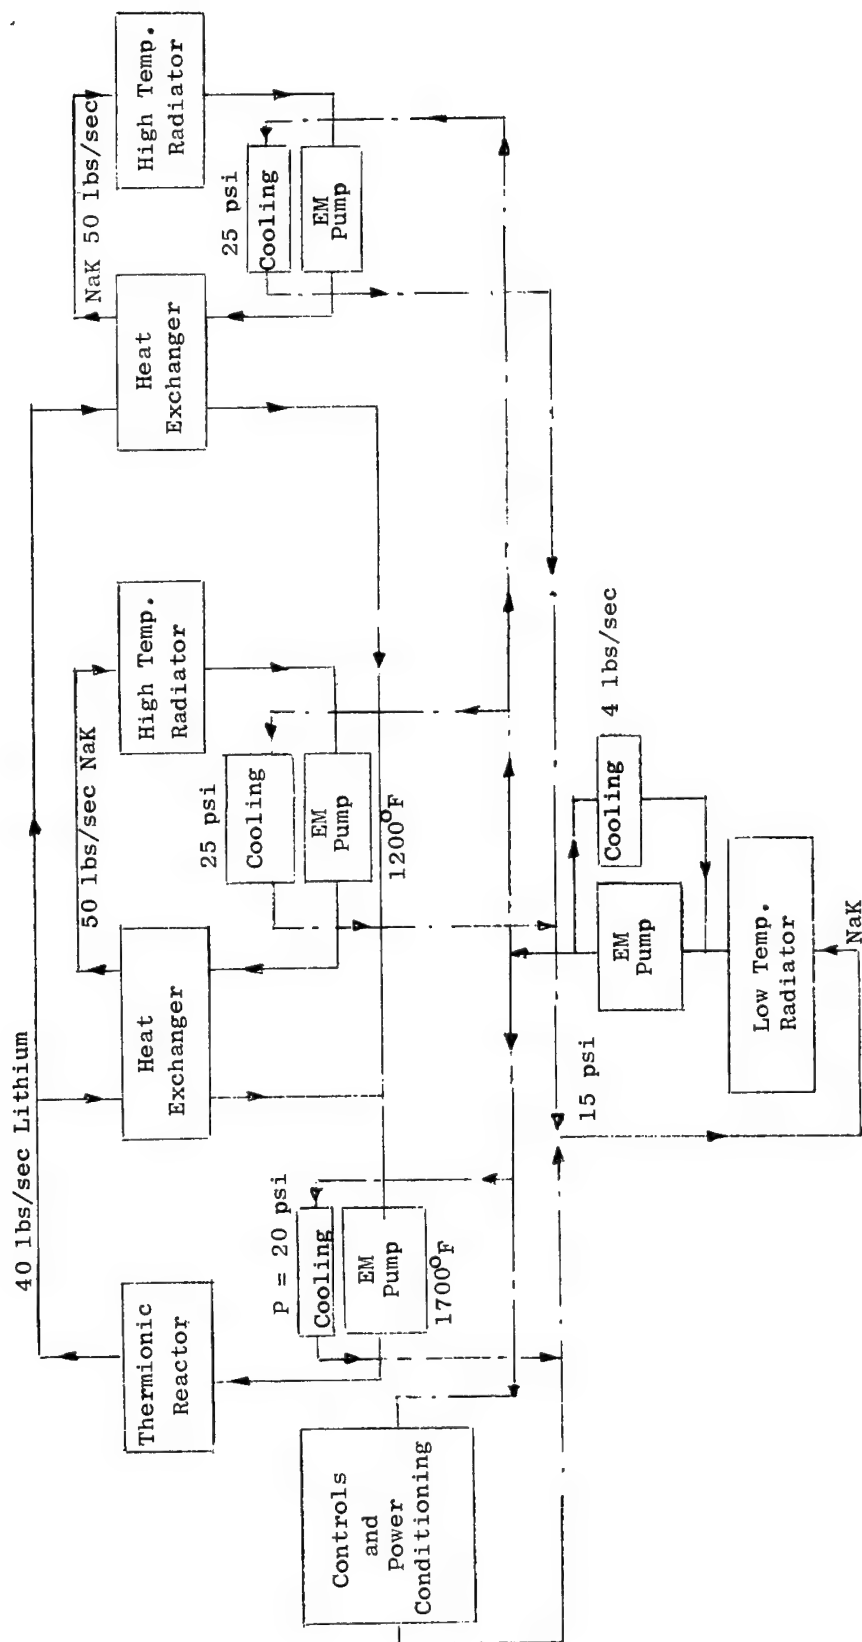 40 lbs/sec Lithium
Thermionic
Reactor
P = 20 psi
Cooling
EM
Pump
1700°F
Controls
and
Power
Conditioning
50 lbs/sec NaK
Heat
Exchanger
High Temp.
Radiator
25 psi
Cooling
EM
Pump
1200°F
NaK 50 lbs/sec
Heat
Exchanger
High Temp.
Radiator
25 psi
Cooling
EM
Pump
15 psi
EM
Pump
Cooling
4 lbs/sec
Low Temp.
Radiator
NaK